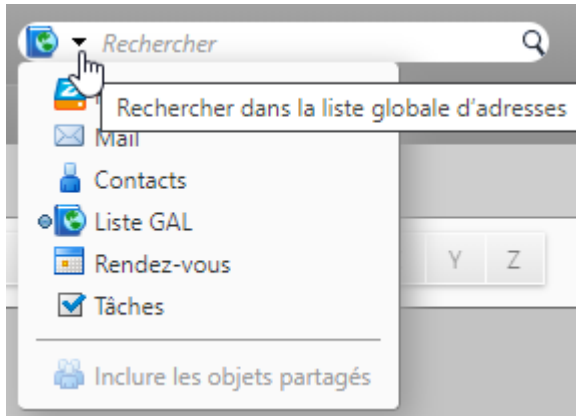 Rechercher
Rechercher dans la liste globale d'adresses
Mail
Contacts
Liste GAL
Y Z
Rendez-vous
Tâches
Inclure les objets partagés